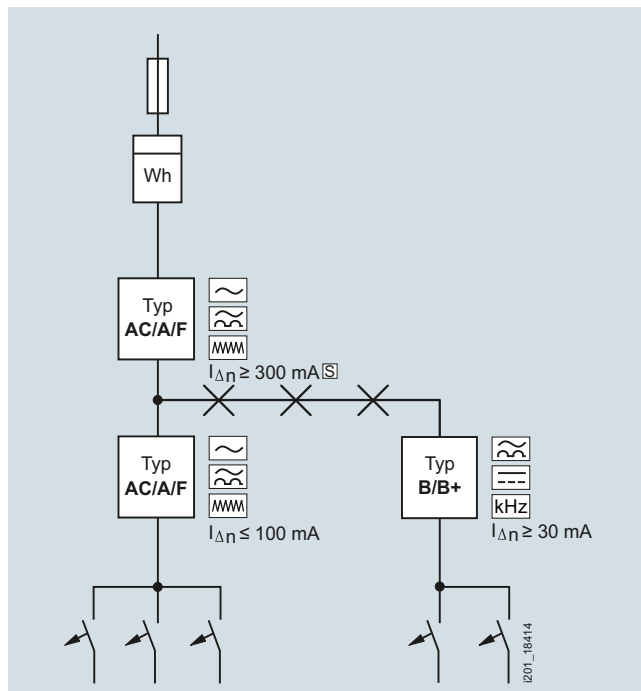 Wh
Typ
AC/A/F
I∆n ≥ 300 mA S
Typ
AC/A/F
I∆n ≤ 100 mA
Typ
B/B+
kHz
I∆n ≥ 30 mA
i201_18414